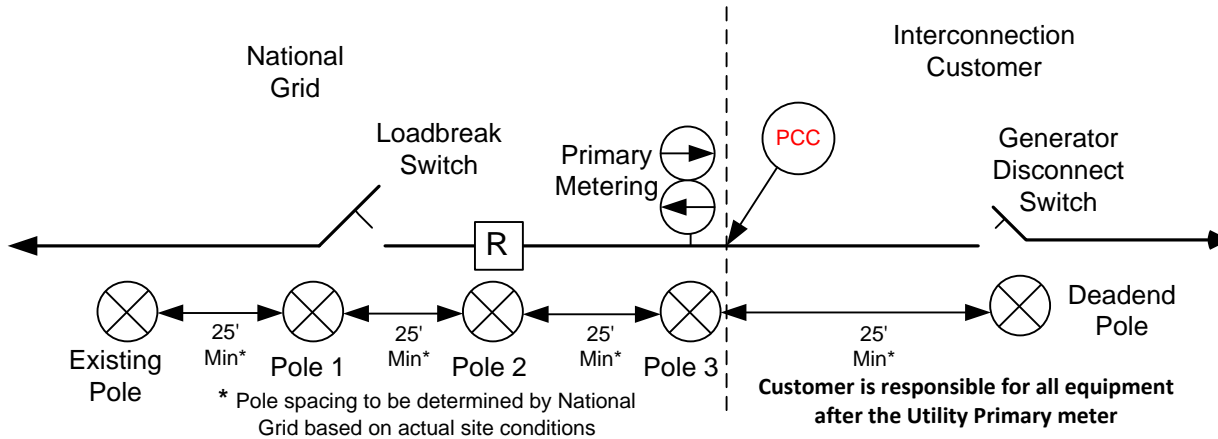 National
Grid
Interconnection
Customer
Loadbreak
Switch
Primary
Metering
PCC
Generator
Disconnect
Switch
R
25'
Min*
25'
Min*
25'
Min*
25'
Min*
Existing
Pole
Pole 1
Pole 2
Pole 3
Deadend
Pole
* Pole spacing to be determined by National
Grid based on actual site conditions
Customer is responsible for all equipment
after the Utility Primary meter